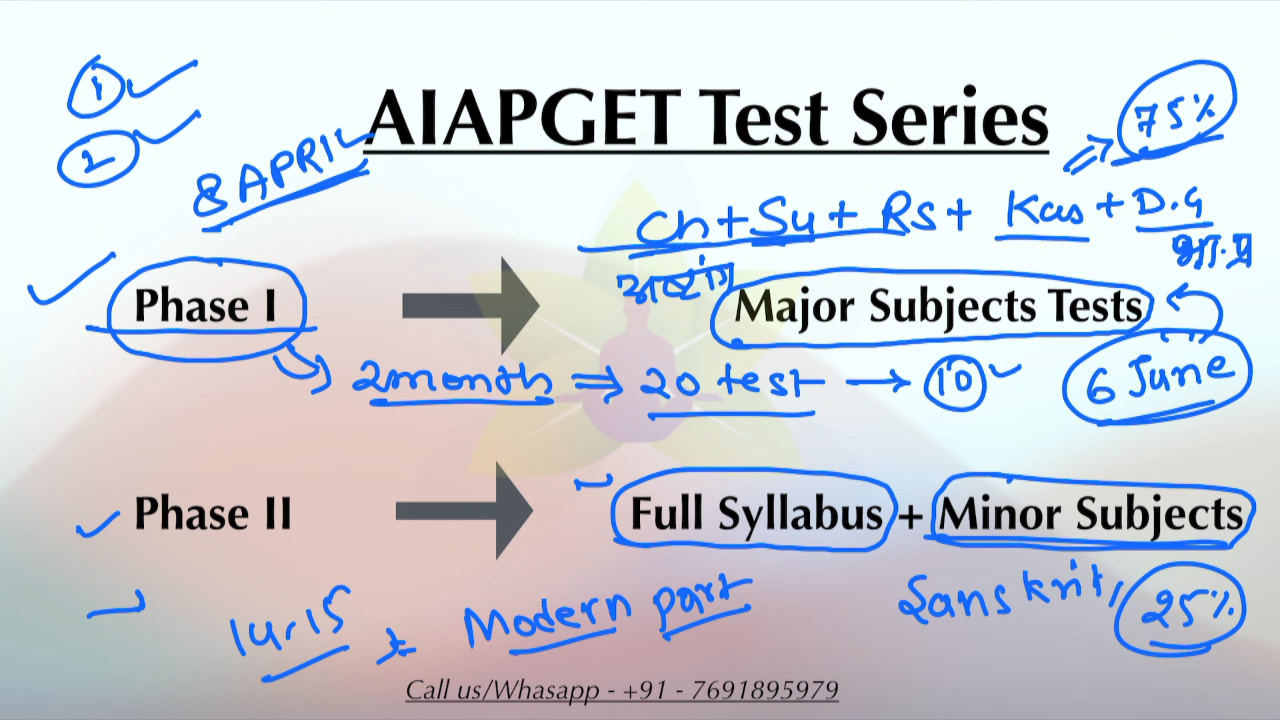 1
2
AIAPGET Test Series
75%
8 APRIL
Ch + Su + Rs + Kas + D.G
Phase I
Major Subjects Tests
2month ⇒ 20 test → 10
6 June
Phase II
Full Syllabus + Minor Subjects
14-15
Modern part
Sanskrit, 25%
Call us/Whasapp - +91 - 7691895979